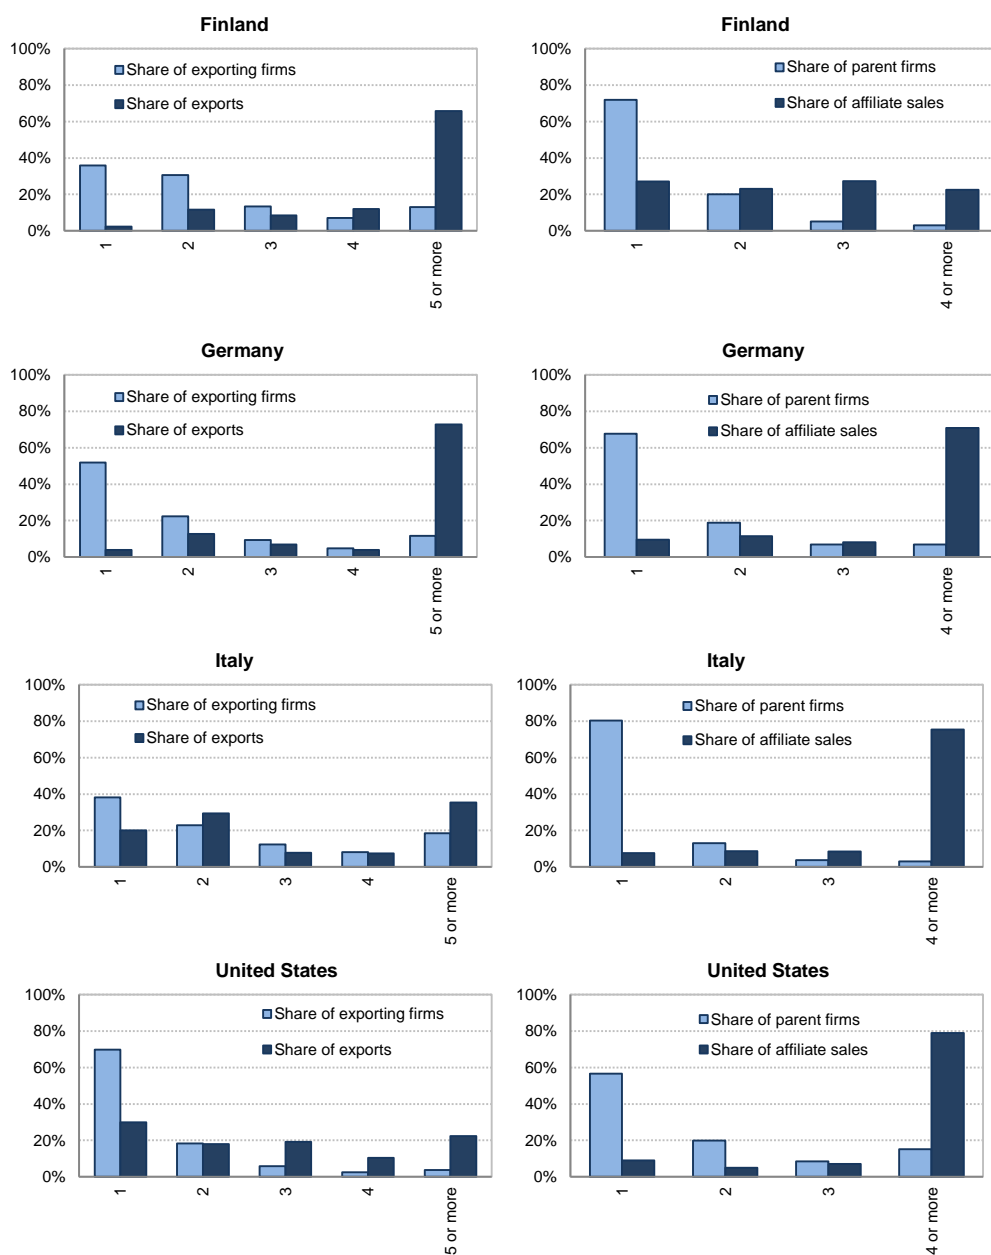 Finland
100%
80%
60%
40%
20%
0%
Share of exporting firms
Share of exports
1
2
3
4
5 or more
Finland
100%
80%
60%
40%
20%
0%
Share of parent firms
Share of affiliate sales
1
2
3
4 or more
Germany
100%
80%
60%
40%
20%
0%
Share of exporting firms
Share of exports
1
2
3
4
5 or more
Germany
100%
80%
60%
40%
20%
0%
Share of parent firms
Share of affiliate sales
1
2
3
4 or more
Italy
100%
80%
60%
40%
20%
0%
Share of exporting firms
Share of exports
1
2
3
4
5 or more
Italy
100%
80%
60%
40%
20%
0%
Share of parent firms
Share of affiliate sales
1
2
3
4 or more
United States
100%
80%
60%
40%
20%
0%
Share of exporting firms
Share of exports
1
2
3
4
5 or more
United States
100%
80%
60%
40%
20%
0%
Share of parent firms
Share of affiliate sales
1
2
3
4 or more